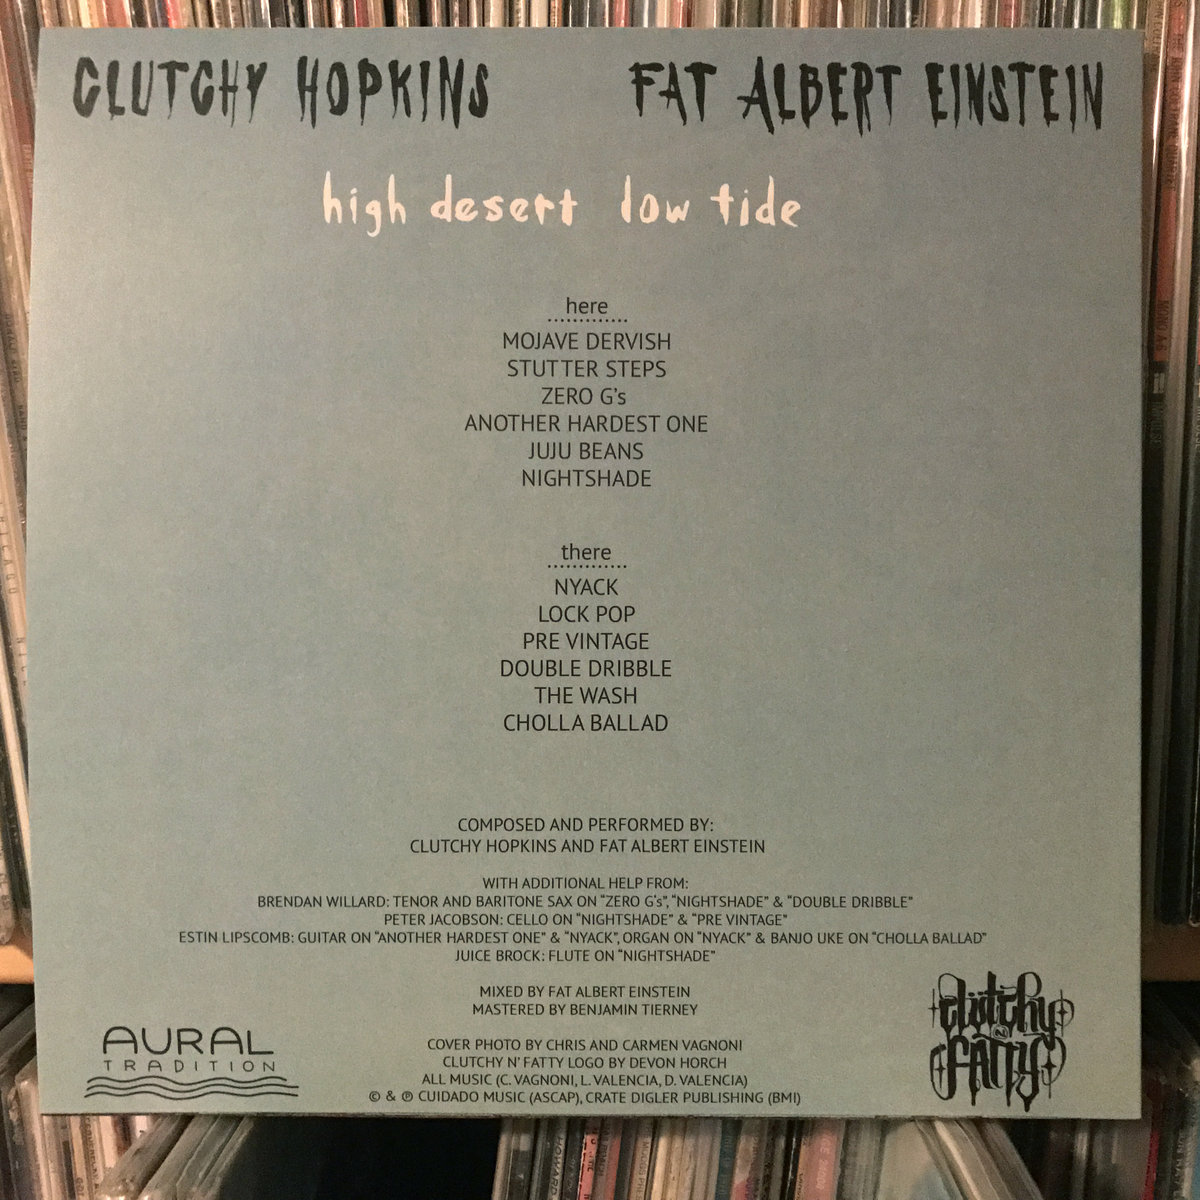 CLUTCHY HOPKINS FAT ALBERT EINSTEIN
high desert low tide
here
MOJAVE DERVISH
STUTTER STEPS
ZERO G's
ANOTHER HARDEST ONE
JUJU BEANS
NIGHTSHADE
there
NYACK
LOCK POP
PRE VINTAGE
DOUBLE DRIBBLE
THE WASH
CHOLLA BALLAD
COMPOSED AND PERFORMED BY:
CLUTCHY HOPKINS AND FAT ALBERT EINSTEIN
WITH ADDITIONAL HELP FROM:
BRENDAN WILLARD: TENOR AND BARITONE SAX ON “ZERO G's”, “NIGHTSHADE” & “DOUBLE DRIBBLE”
PETER JACOBSON: CELLO ON “NIGHTSHADE” & “PRE VINTAGE”
ESTIN LIPSCOMB: GUITAR ON “ANOTHER HARDEST ONE” & “NYACK”, ORGAN ON “NYACK” & BANJO UKE ON “CHOLLA BALLAD”
JUICE BROCK: FLUTE ON “NIGHTSHADE”
MIXED BY FAT ALBERT EINSTEIN
MASTERED BY BENJAMIN TIERNEY
COVER PHOTO BY CHRIS AND CARMEN VAGNONI
CLUTCHY N' FATTY LOGO BY DEVON HORCH
ALL MUSIC (C. VAGNONI, L. VALENCIA, D. VALENCIA)
© & ℗ CUIDADO MUSIC (ASCAP), CRATE DIGLER PUBLISHING (BMI)
AURAL
TRADITION
Clutchy
N
FATTY